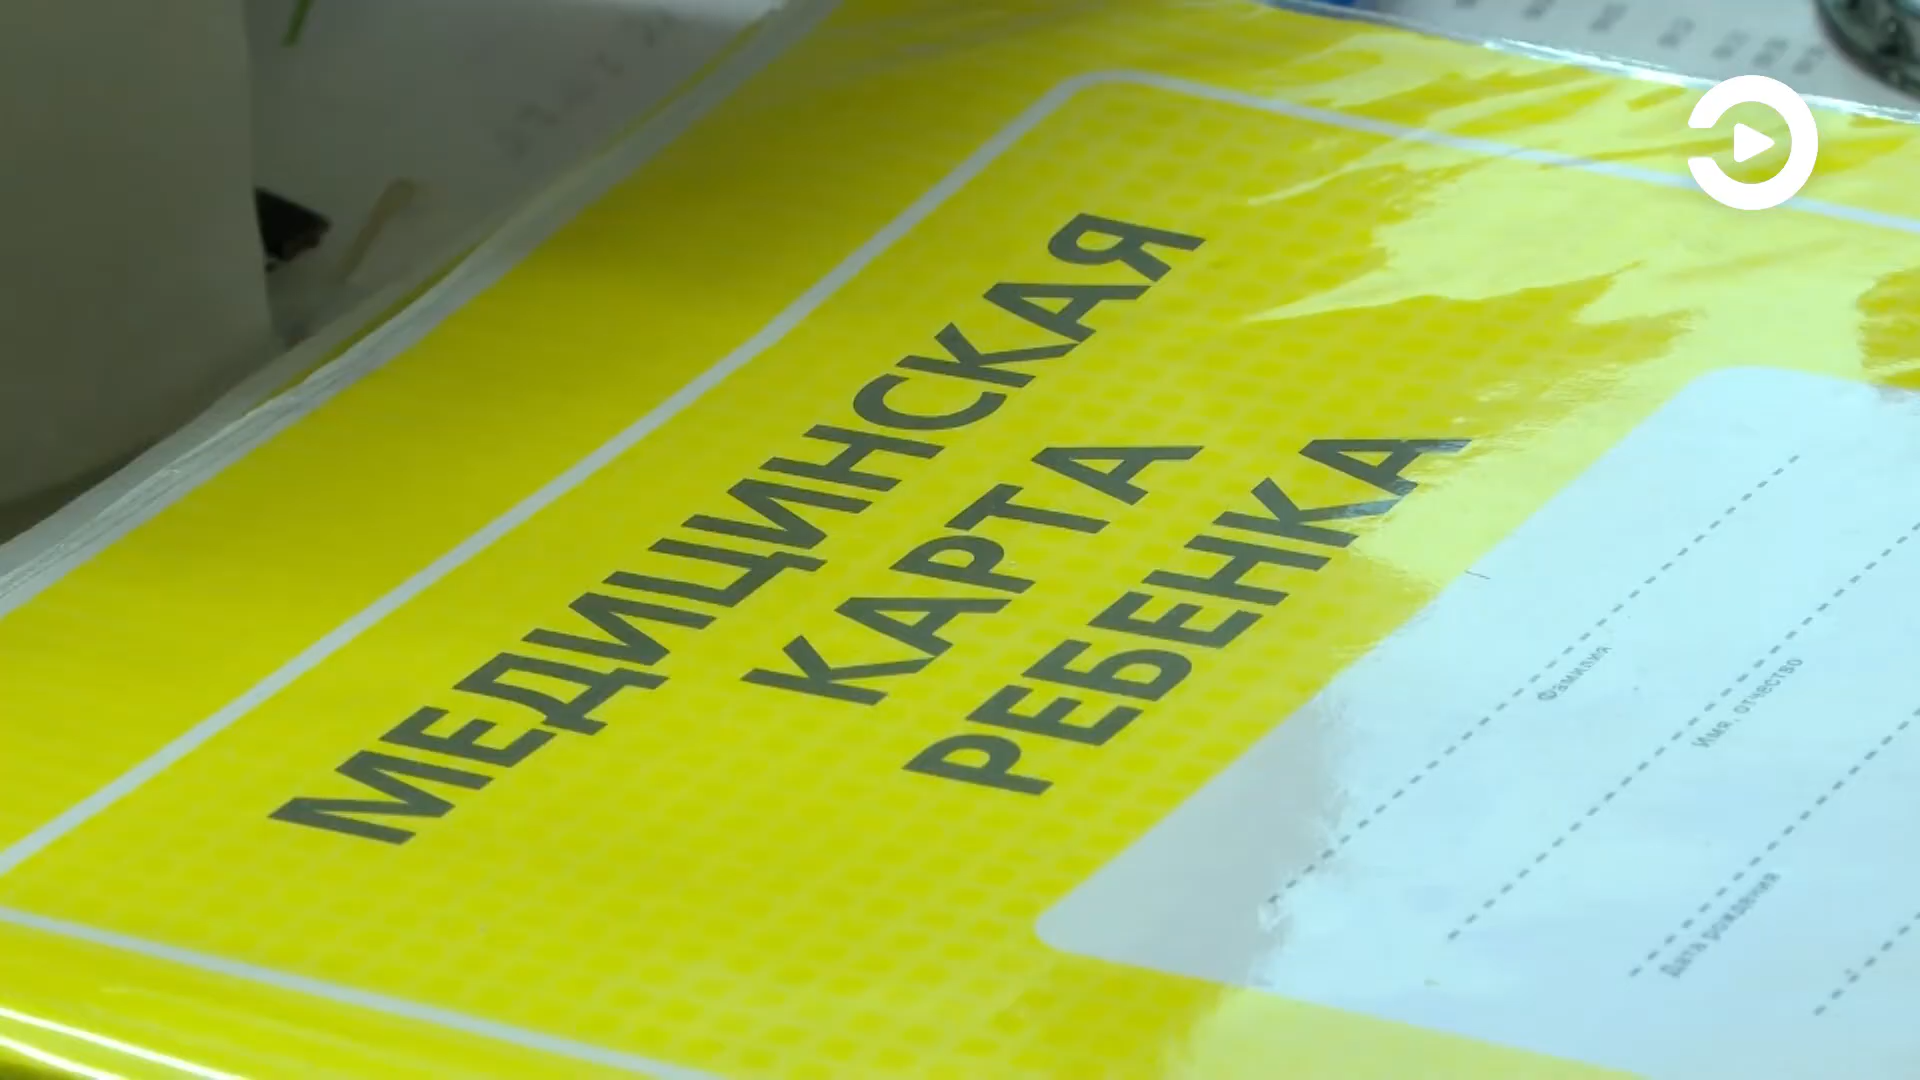 МЕДИЦИНСКАЯ
КАРТА
РЕБЕНКА
Фамилия
Имя, отчество
Дата рождения